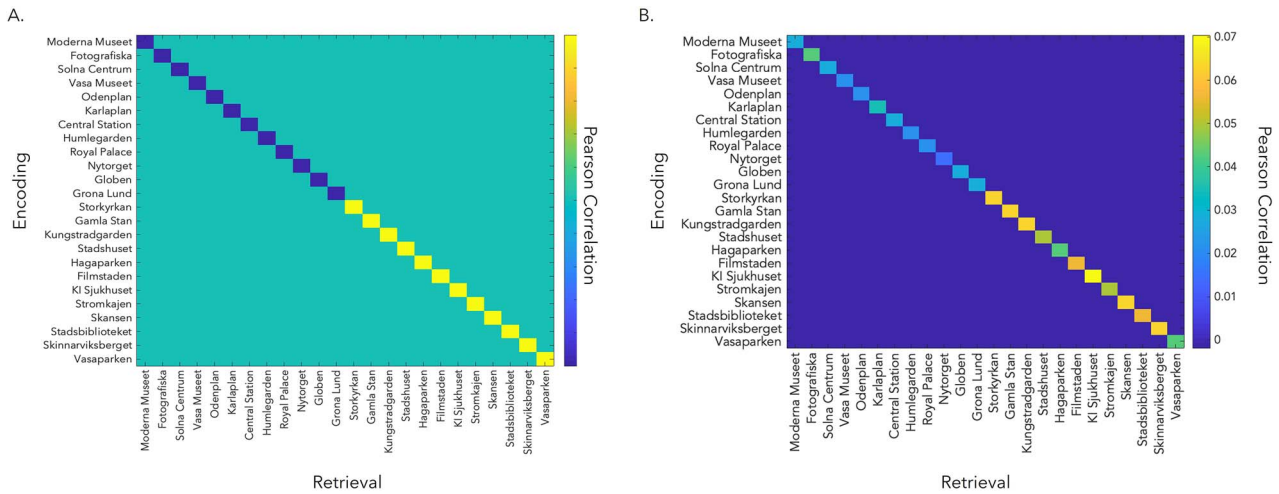 A.
Encoding
Moderna Museet
Fotografiska
Solna Centrum
Vasa Museet
Odenplan
Karlaplan
Central Station
Humlegarden
Royal Palace
Nytorget
Globen
Grona Lund
Storkyrkan
Gamla Stan
Kungstradgarden
Stadshuset
Hagaparken
Filmstaden
KI Sjukhuset
Stromkajen
Skansen
Stadsbiblioteket
Skinnarviksberget
Vasaparken
Moderna Museet
Fotografiska
Solna Centrum
Vasa Museet
Odenplan
Karlaplan
Central Station
Humlegarden
Royal Palace
Nytorget
Globen
Grona Lund
Storkyrkan
Gamla Stan
Kungstradgarden
Stadshuset
Hagaparken
Filmstaden
KI Sjukhuset
Stromkajen
Skansen
Stadsbiblioteket
Skinnarviksberget
Vasaparken
Retrieval
Pearson Correlation
B.
Encoding
Moderna Museet
Fotografiska
Solna Centrum
Vasa Museet
Odenplan
Karlaplan
Central Station
Humlegarden
Royal Palace
Nytorget
Globen
Grona Lund
Storkyrkan
Gamla Stan
Kungstradgarden
Stadshuset
Hagaparken
Filmstaden
KI Sjukhuset
Stromkajen
Skansen
Stadsbiblioteket
Skinnarviksberget
Vasaparken
Moderna Museet
Fotografiska
Solna Centrum
Vasa Museet
Odenplan
Karlaplan
Central Station
Humlegarden
Royal Palace
Nytorget
Globen
Grona Lund
Storkyrkan
Gamla Stan
Kungstradgarden
Stadshuset
Hagaparken
Filmstaden
KI Sjukhuset
Stromkajen
Skansen
Stadsbiblioteket
Skinnarviksberget
Vasaparken
Retrieval
0.07
0.06
0.05
0.04
0.03
0.02
0.01
0
Pearson Correlation